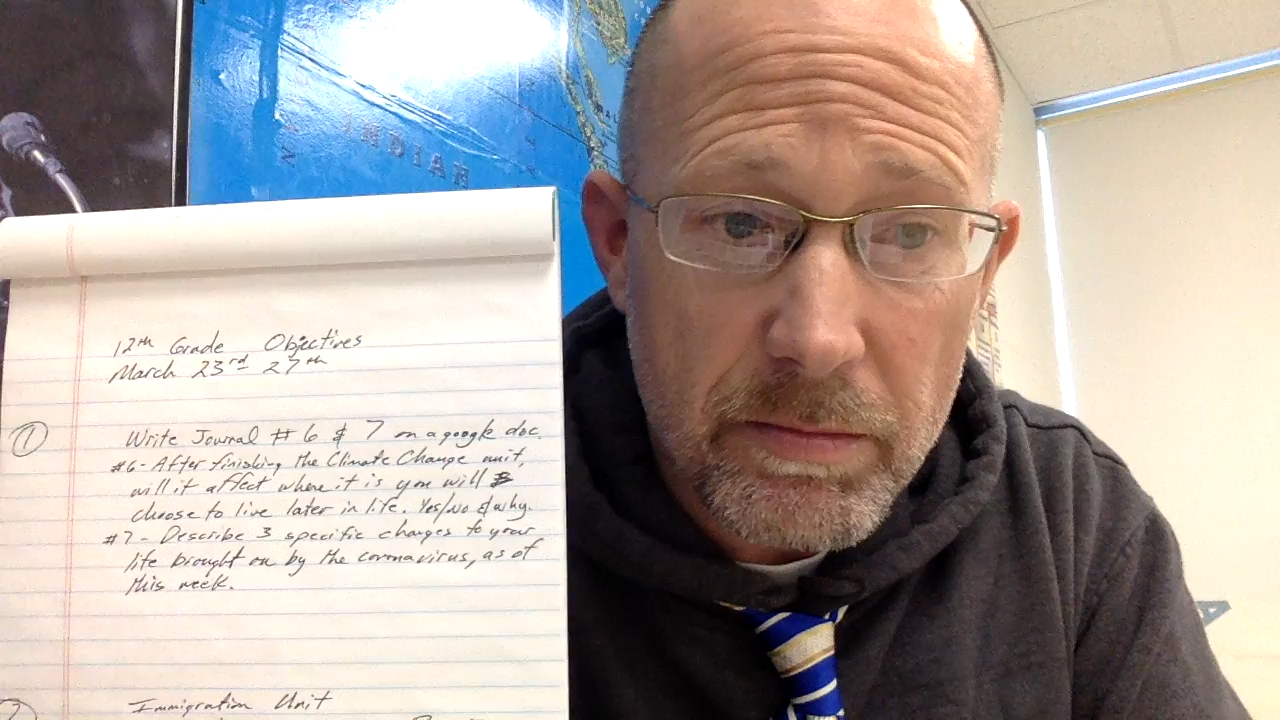 12th Grade Objectives
March 23rd 27th
① Write Journal # 6 & 7 on a google doc.
#6 - After finishing the Climate Change unit,
will it affect where it is you will
choose to live later in life. Yes/no & why.
#7 - Describe 3 specific changes to your
life brought on by the coronavirus, as of
this week.
Immigration Unit